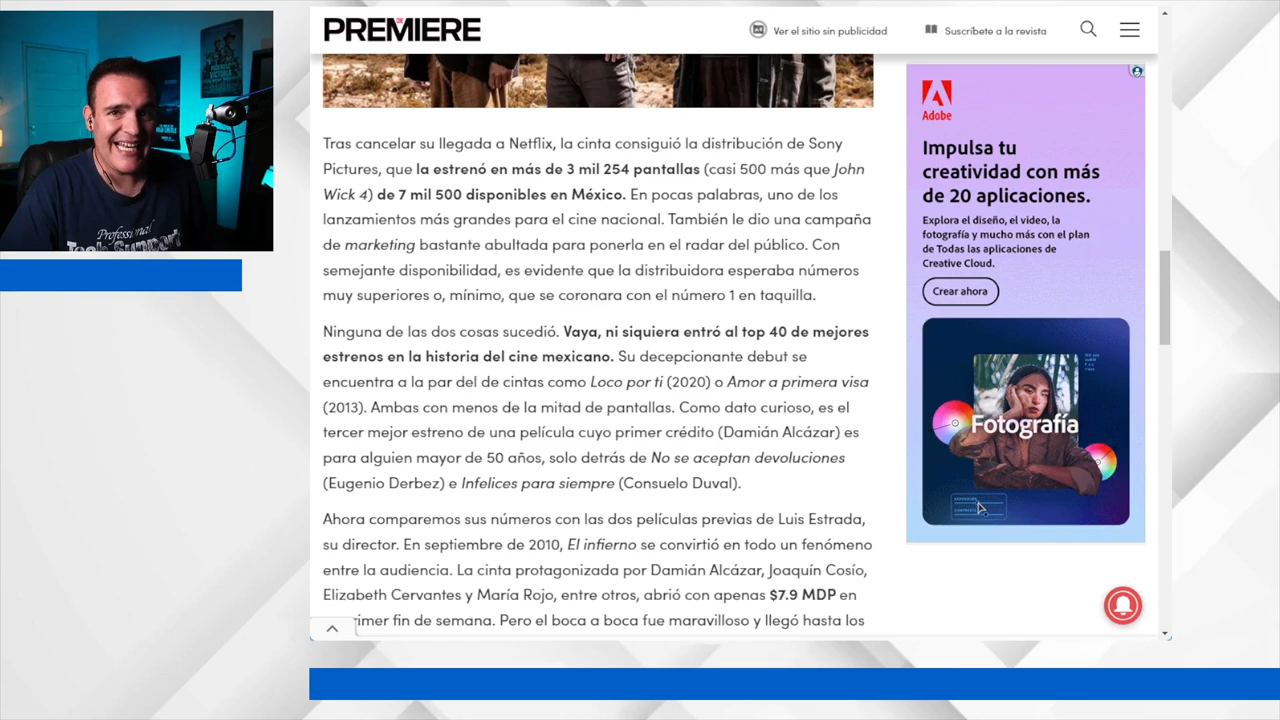 CINE PREMIERE
Ver el sitio sin publicidad
Suscríbete a la revista
Professional
Tech Support
Tras cancelar su llegada a Netflix, la cinta consiguió la distribución de Sony
Pictures, que la estrenó en más de 3 mil 254 pantallas (casi 500 más que John
Wick 4) de 7 mil 500 disponibles en México. En pocas palabras, uno de los
lanzamientos más grandes para el cine nacional. También le dio una campaña
de marketing bastante abultada para ponerla en el radar del público. Con
semejante disponibilidad, es evidente que la distribuidora esperaba números
muy superiores o, mínimo, que se coronara con el número 1 en taquilla.
Ninguna de las dos cosas sucedió. Vaya, ni siquiera entró al top 40 de mejores
estrenos en la historia del cine mexicano. Su decepcionante debut se
encuentra a la par del de cintas como Loco por ti (2020) o Amor a primera visa
(2013). Ambas con menos de la mitad de pantallas. Como dato curioso, es el
tercer mejor estreno de una película cuyo primer crédito (Damián Alcázar) es
para alguien mayor de 50 años, solo detrás de No se aceptan devoluciones
(Eugenio Derbez) e Infelices para siempre (Consuelo Duval).
Ahora comparemos sus números con las dos películas previas de Luis Estrada,
su director. En septiembre de 2010, El infierno se convirtió en todo un fenómeno
entre la audiencia. La cinta protagonizada por Damián Alcázar, Joaquín Cosío,
Elizabeth Cervantes y María Rojo, entre otros, abrió con apenas $7.9 MDP en
rimer fin de semana. Pero el boca a boca fue maravilloso y llegó hasta los
Adobe
Impulsa tu
creatividad con más
de 20 aplicaciones.
Explora el diseño, el video, la
fotografía y mucho más con el plan
de Todas las aplicaciones de
Creative Cloud.
Crear ahora
Fotografía